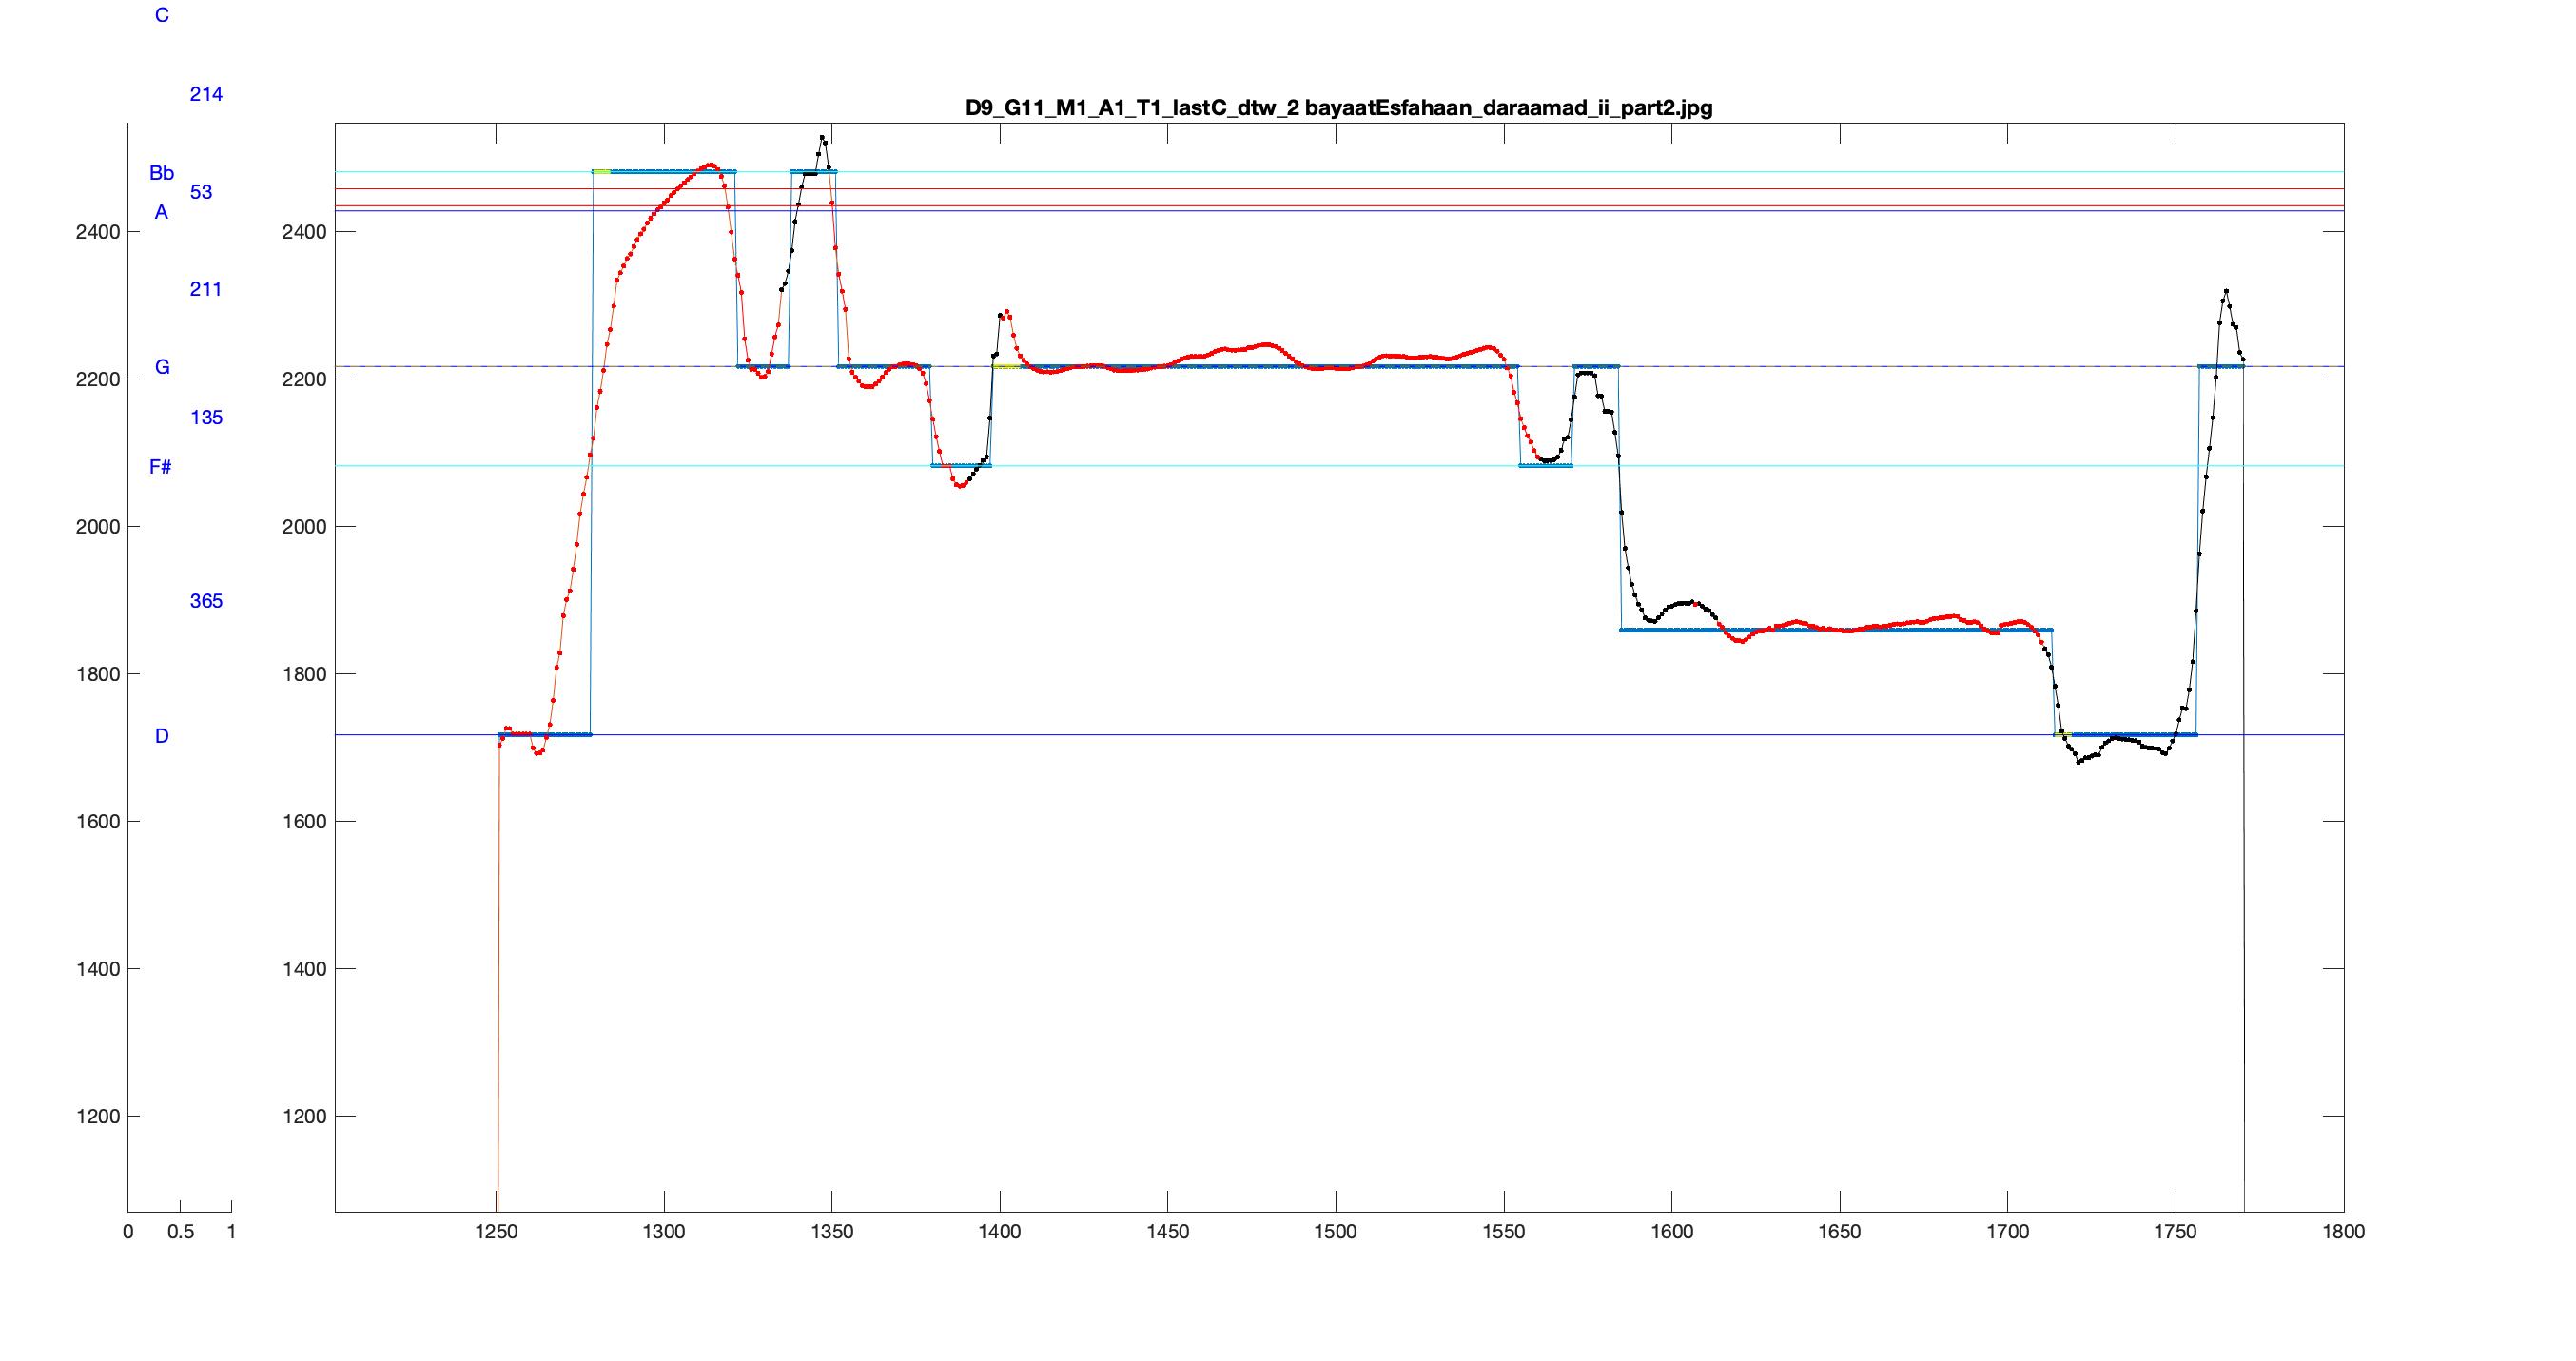 C
214
D9_G11_M1_A1_T1_lastC_dtw_2 bayaatEsfahaan_daraamad_ii_part2.jpg
Bb
53
A
2400 2400
211
G
2200 2200
135
F#
2000 2000
365
1800 1800
D
1600 1600
1400 1400
1200 1200
0 0.5 1 1250 1300 1350 1400 1450 1500 1550 1600 1650 1700 1750 1800